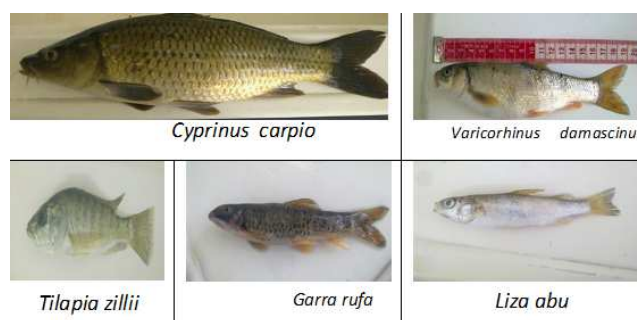 Cyprinus carpio
Varicorhinus damascinu
Tilapia zillii
Garra rufa
Liza abu